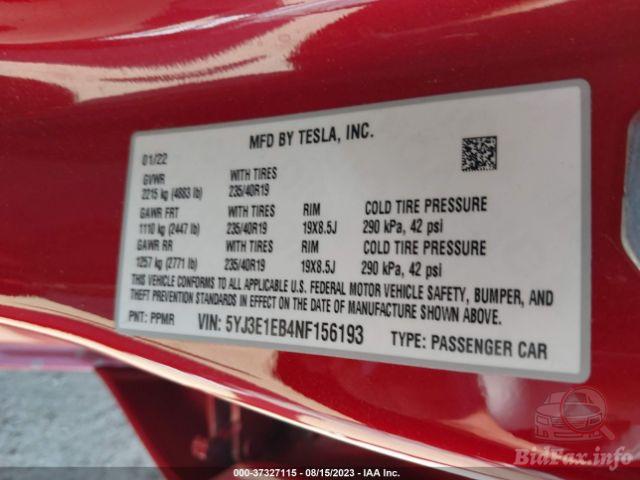 MFD BY TESLA, INC.
01/22
GVWR WITH TIRES
2215 kg (4883 lb) 235/40R19
GAWR FRT WITH TIRES RIM COLD TIRE PRESSURE
1110 kg (2447 lb) 235/40R19 19X8.5J 290 kPa, 42 psi
GAWR RR WITH TIRES RIM COLD TIRE PRESSURE
1257 kg (2771 lb) 235/40R19 19X8.5J 290 kPa, 42 psi
THIS VEHICLE CONFORMS TO ALL APPLICABLE U.S. FEDERAL MOTOR VEHICLE SAFETY, BUMPER, AND
THEFT PREVENTION STANDARDS IN EFFECT ON THE DATE OF MANUFACTURE SHOWN ABOVE.
PNT: PPMR VIN: 5YJ3E1EB4NF156193 TYPE: PASSENGER CAR
BidFax.info
000-37327115 - 08/15/2023 - IAA Inc.